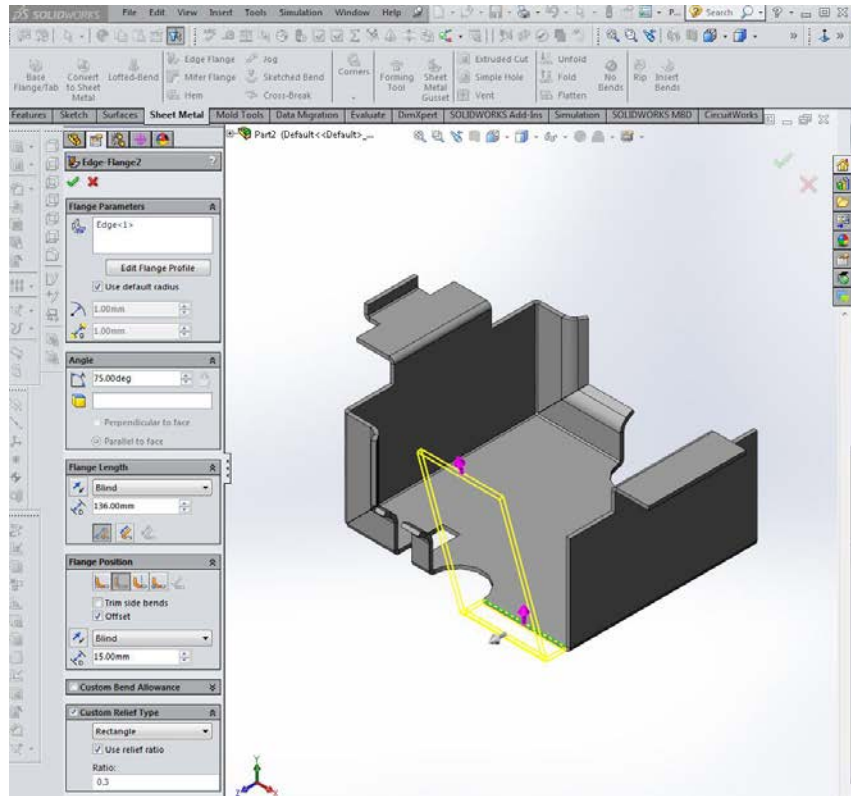 SOLIDWORKS File Edit View Insert Tools Simulation Window Help P... Search
Base Flange/Tab
Convert to Sheet Metal
Lofted-Bend
Edge Flange
Miter Flange
Hem
Jog
Sketched Bend
Cross-Break
Corners
Forming Tool
Sheet Metal Gusset
Extruded Cut
Simple Hole
Vent
Unfold
Fold
Flatten
No Bends
Rip
Insert Bends
Features Sketch Surfaces Sheet Metal Mold Tools Data Migration Evaluate DimXpert SOLIDWORKS Add-Ins Simulation SOLIDWORKS MBD CircuitWorks
Part2 (Default<<Default>_...
Edge-Flange2 ?
Flange Parameters
Edge<1>
Edit Flange Profile
Use default radius
1.00mm
1.00mm
Angle
75.00deg
Perpendicular to face
Parallel to face
Flange Length
Blind
136.00mm
Flange Position
Trim side bends
Offset
Blind
15.00mm
Custom Bend Allowance
Custom Relief Type
Rectangle
Use relief ratio
Ratio:
0.3
Y
Z X